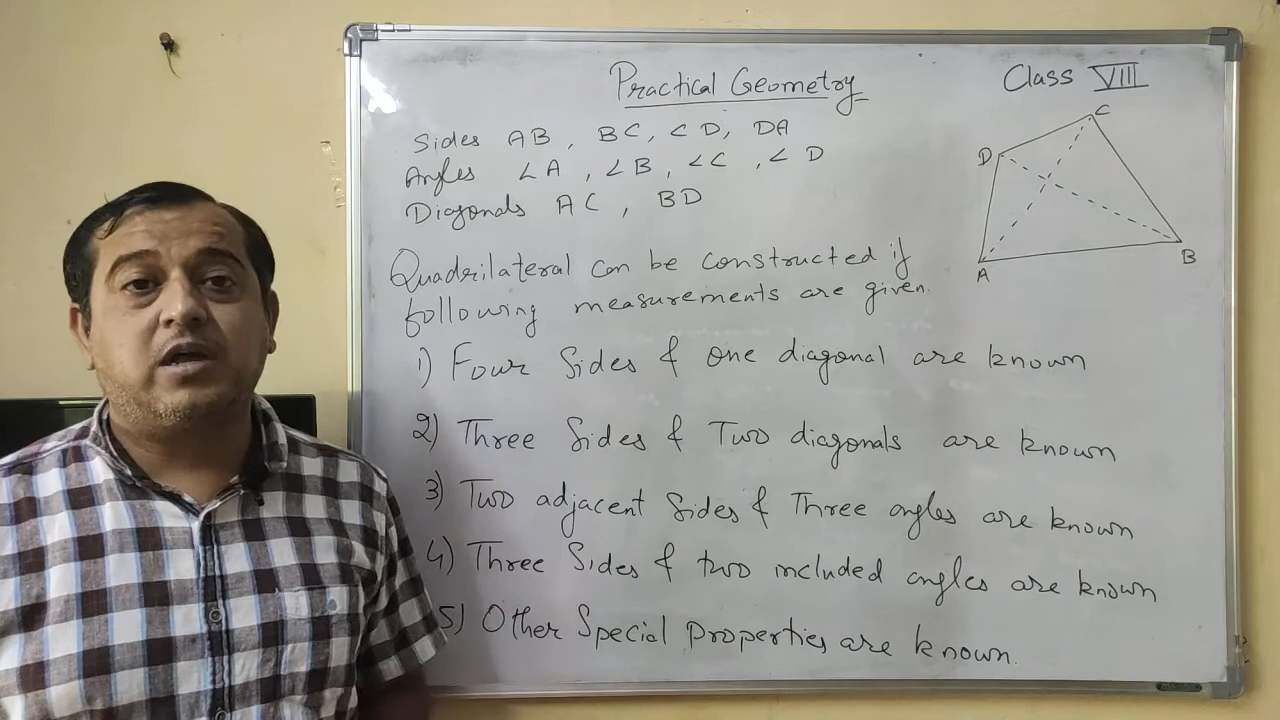 Practical Geometry
Class VIII
Sides AB, BC, CD, DA
Angles ∠A, ∠B, ∠C, ∠D
Diagonals AC, BD
C
D
A
B
Quadrilateral can be constructed if
following measurements are given.
1) Four Sides & one diagonal are known
2) Three Sides & Two diagonals are known
3) Two adjacent Sides & Three angles are known
4) Three Sides & two included angles are known
5) Other Special Properties are known.